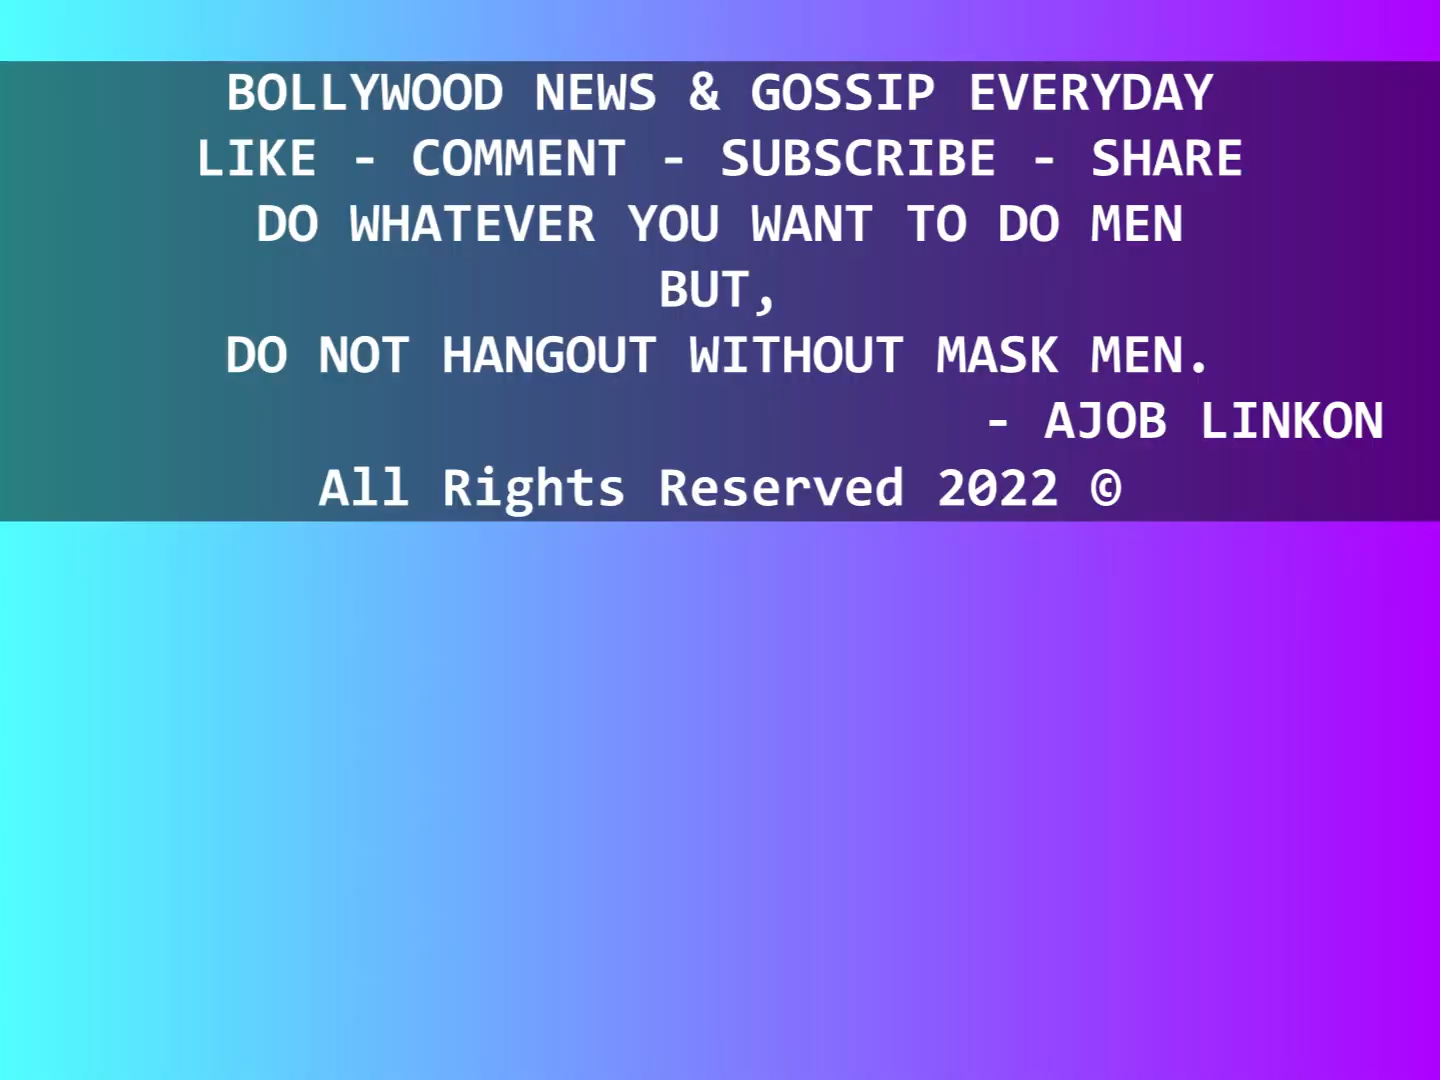 BOLLYWOOD NEWS & GOSSIP EVERYDAY
LIKE - COMMENT - SUBSCRIBE - SHARE
DO WHATEVER YOU WANT TO DO MEN
BUT,
DO NOT HANGOUT WITHOUT MASK MEN.
- AJOB LINKON
All Rights Reserved 2022 ©